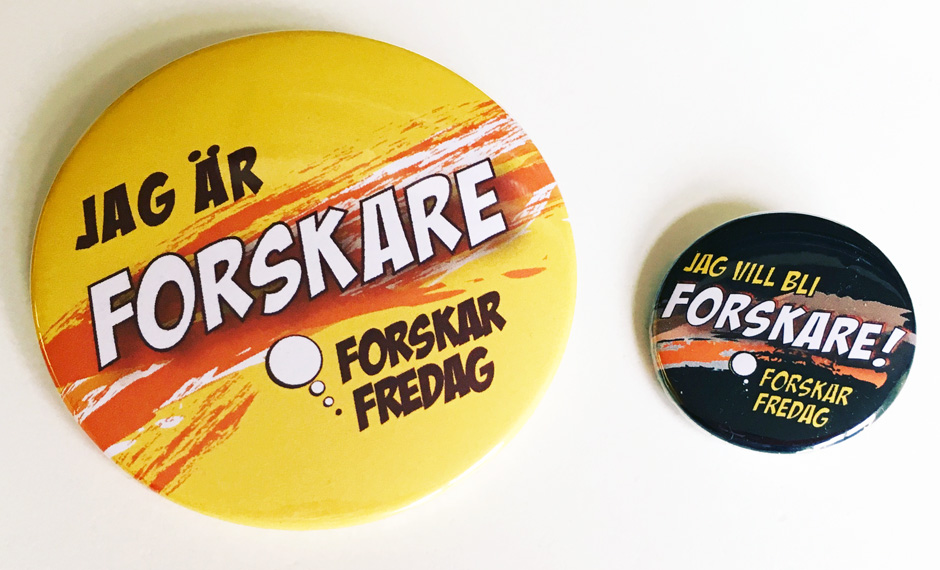 JAG ÄR
FORSKARE
FORSKAR
FREDAG
JAG VILL BLI
FORSKARE!
FORSKAR
FREDAG